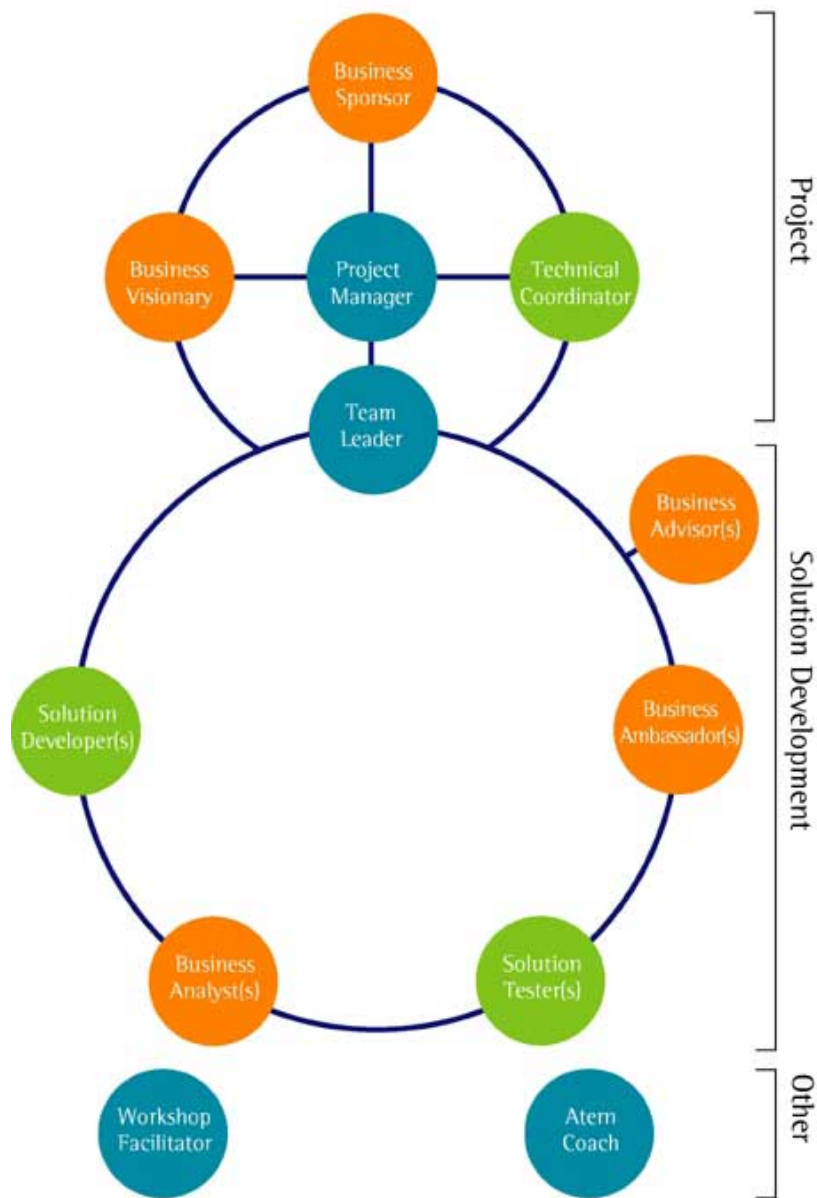 Business
Sponsor
Business
Visionary
Project
Manager
Technical
Coordinator
Team
Leader
Project
Business
Advisor(s)
Solution
Developer(s)
Business
Ambassador(s)
Business
Analyst(s)
Solution
Tester(s)
Solution Development
Workshop
Facilitator
Atern
Coach
Other